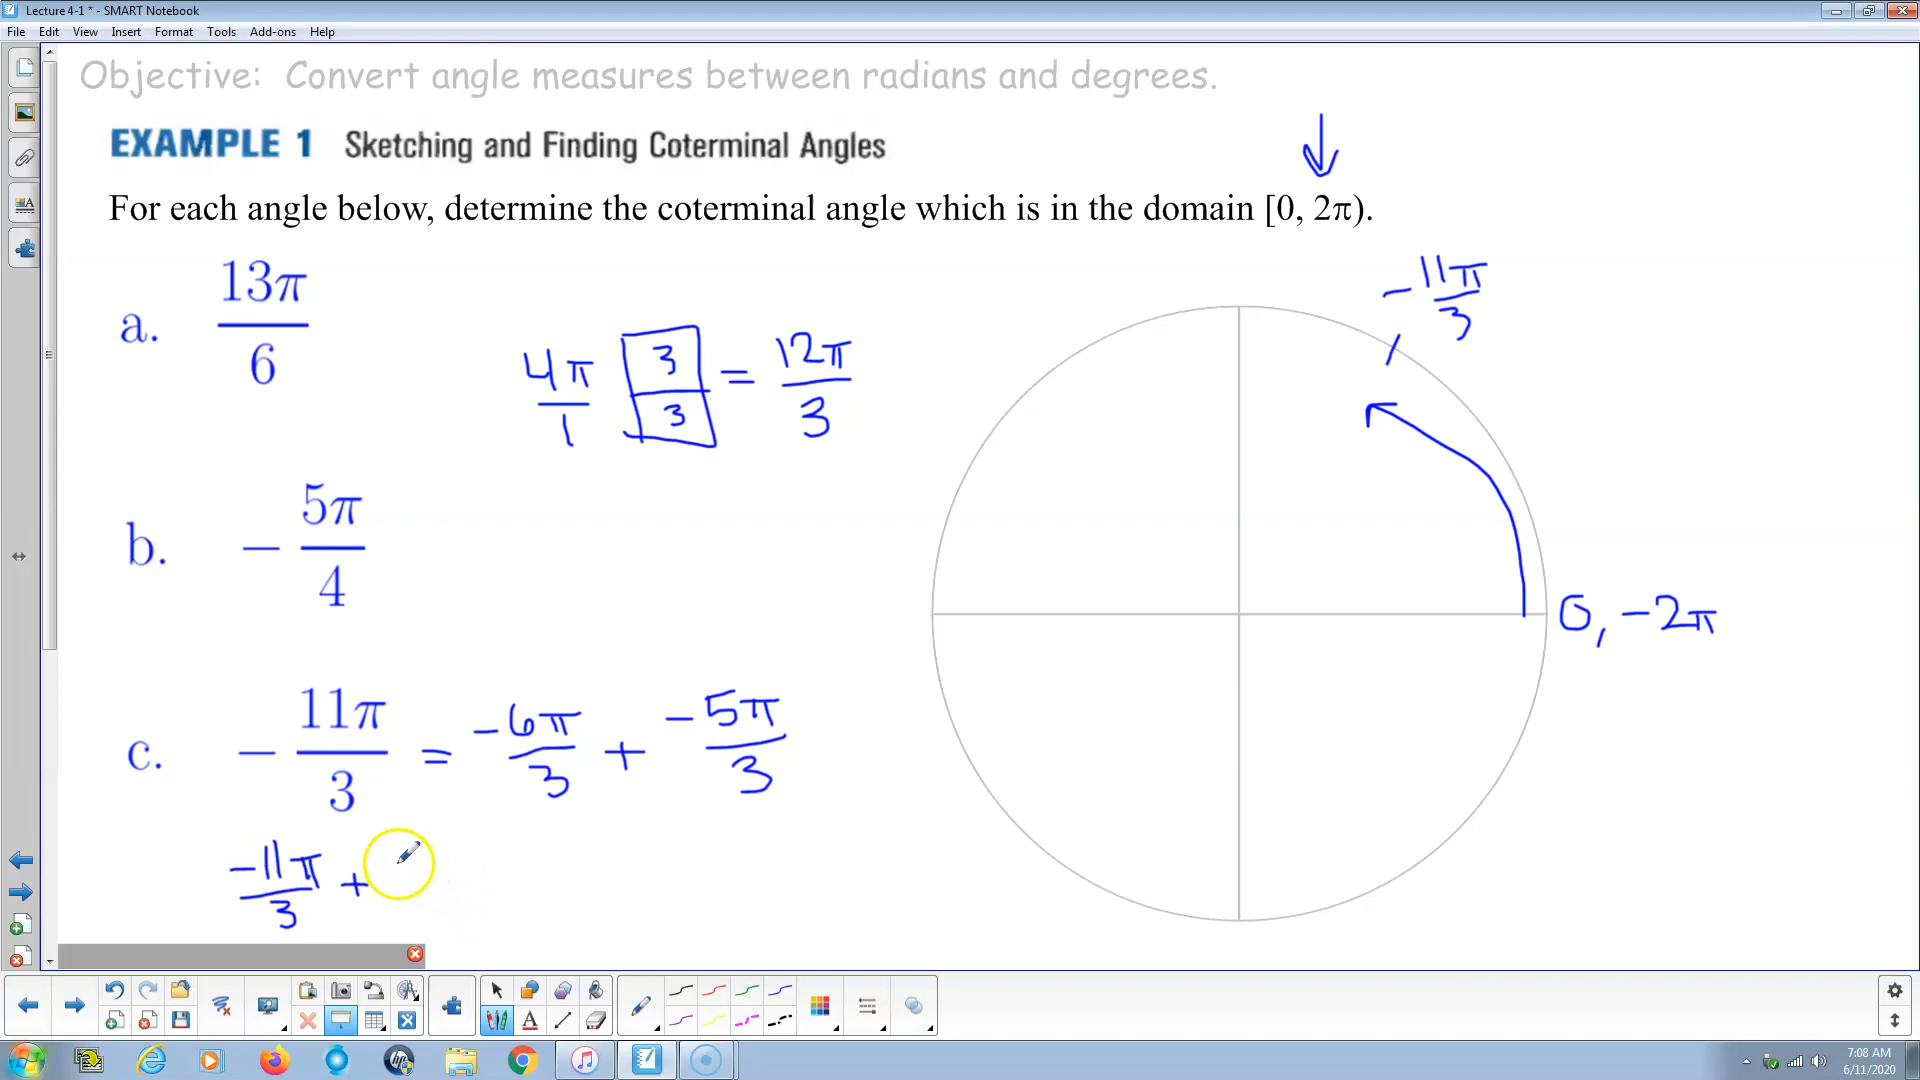 Lecture 4-1 * - SMART Notebook
File Edit View Insert Format Tools Add-ons Help
Objective: Convert angle measures between radians and degrees.
EXAMPLE 1 Sketching and Finding Coterminal Angles
For each angle below, determine the coterminal angle which is in the domain [0, 2π).
a. 13π/6
4π/1 3/3 = 12π/3
-11π/3
b. - 5π/4
0, -2π
c. - 11π/3 = -6π/3 + -5π/3
-11π/3 +
7:08 AM
6/11/2020